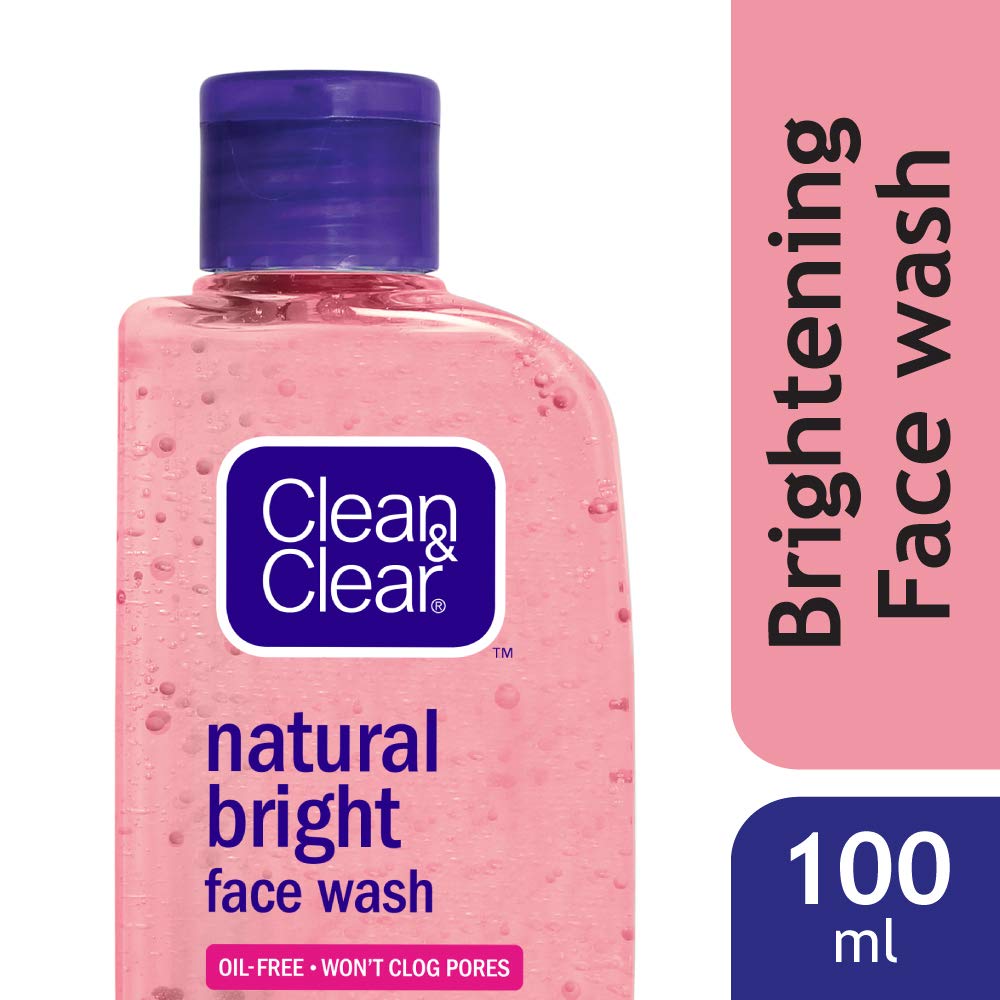 Clean
&
Clear®
™
natural
bright
face wash
OIL-FREE • WON'T CLOG PORES
Brightening
Face wash
100
ml